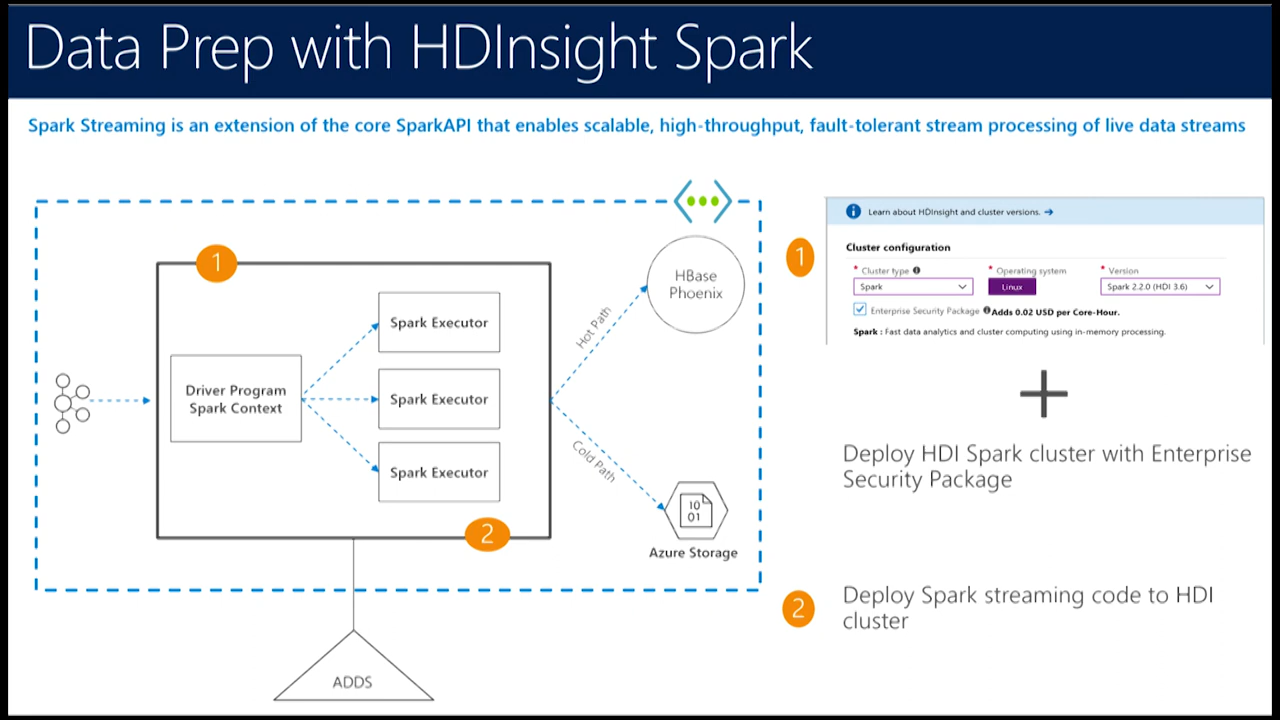 Data Prep with HDInsight Spark
Spark Streaming is an extension of the core SparkAPI that enables scalable, high-throughput, fault-tolerant stream processing of live data streams
1
HBase
Phoenix
Hot Path
Spark Executor
Driver Program
Spark Context
Spark Executor
Spark Executor
Cold Path
2
10
01
Azure Storage
ADDS
1
Learn about HDInsight and cluster versions. →
Cluster configuration
* Cluster type * Operating system * Version
Spark Linux Spark 2.2.0 (HDI 3.6)
Enterprise Security Package Adds 0.02 USD per Core-Hour.
Spark : Fast data analytics and cluster computing using in-memory processing.
+
Deploy HDI Spark cluster with Enterprise
Security Package
2
Deploy Spark streaming code to HDI
cluster